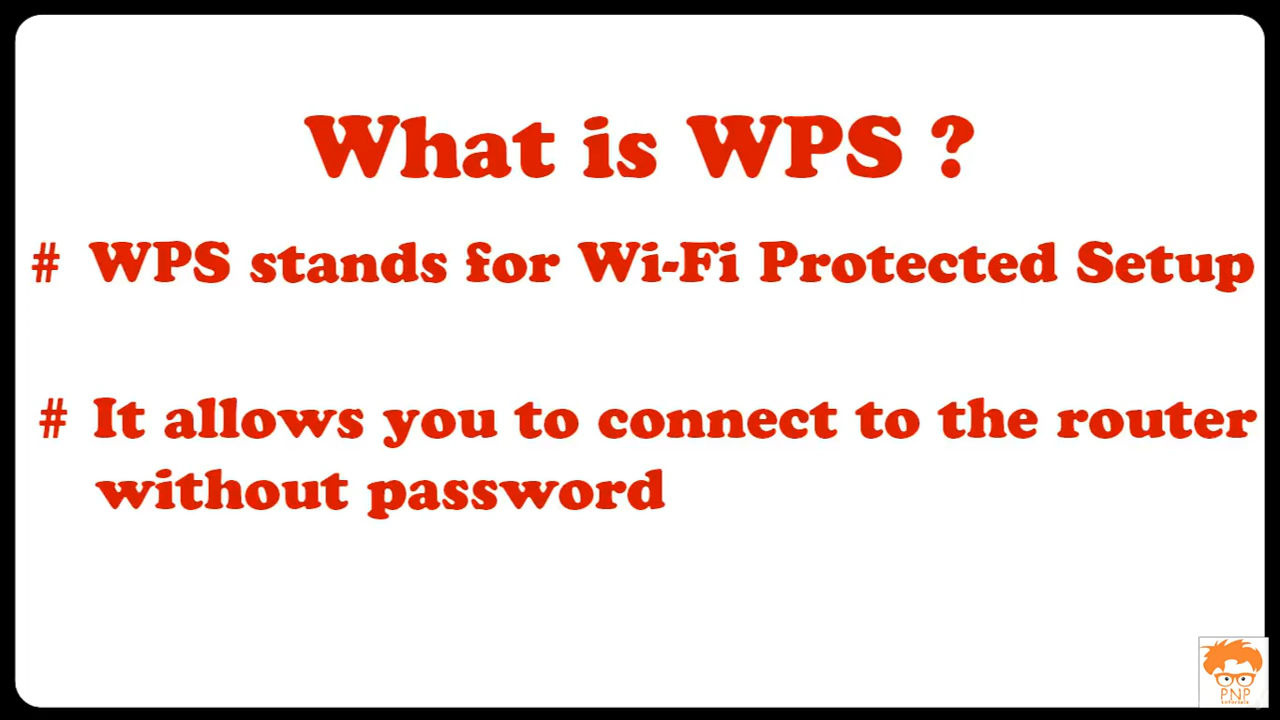 What is WPS ?
# WPS stands for Wi-Fi Protected Setup
# It allows you to connect to the router
without password
PNP
tutorials